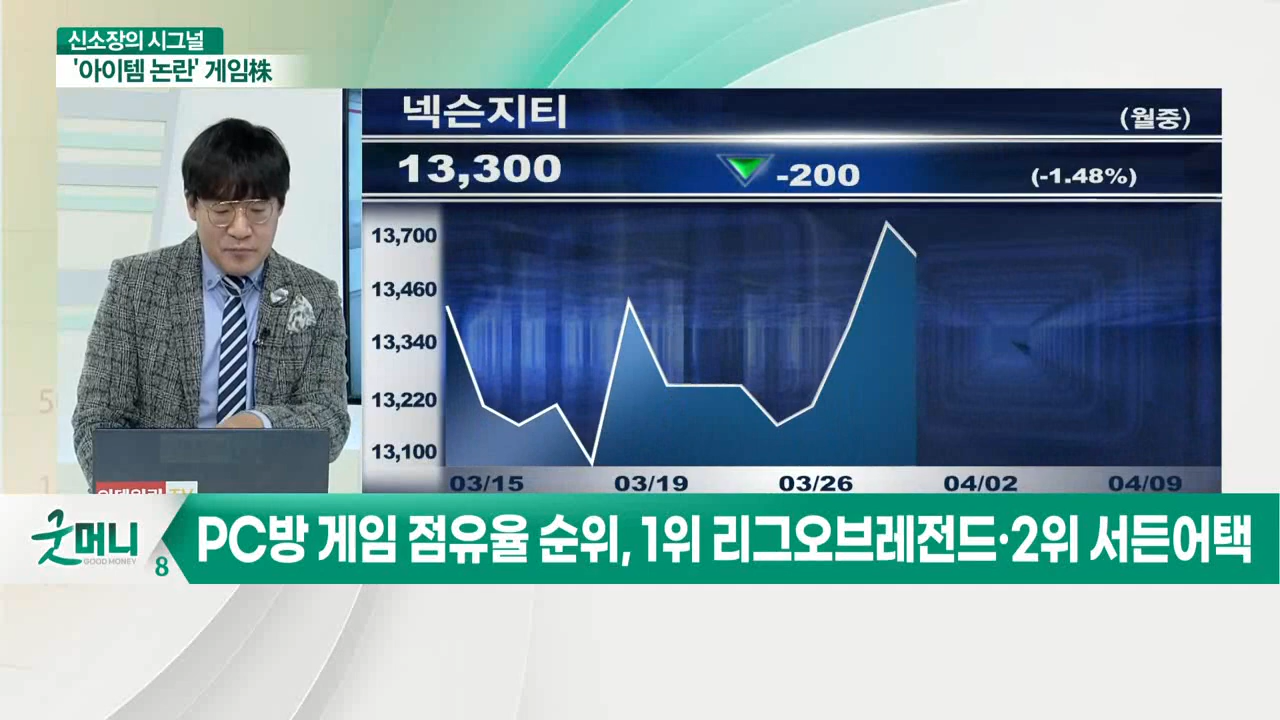 신소장의 시그널
'아이템 논란' 게임株
넥슨지티
(월중)
13,300
-200
(-1.48%)
13,700
13,460
13,340
13,220
13,100
03/15
03/19
03/26
04/02
04/09
굿머니
GOOD MONEY
8
PC방 게임 점유율 순위, 1위 리그오브레전드·2위 서든어택